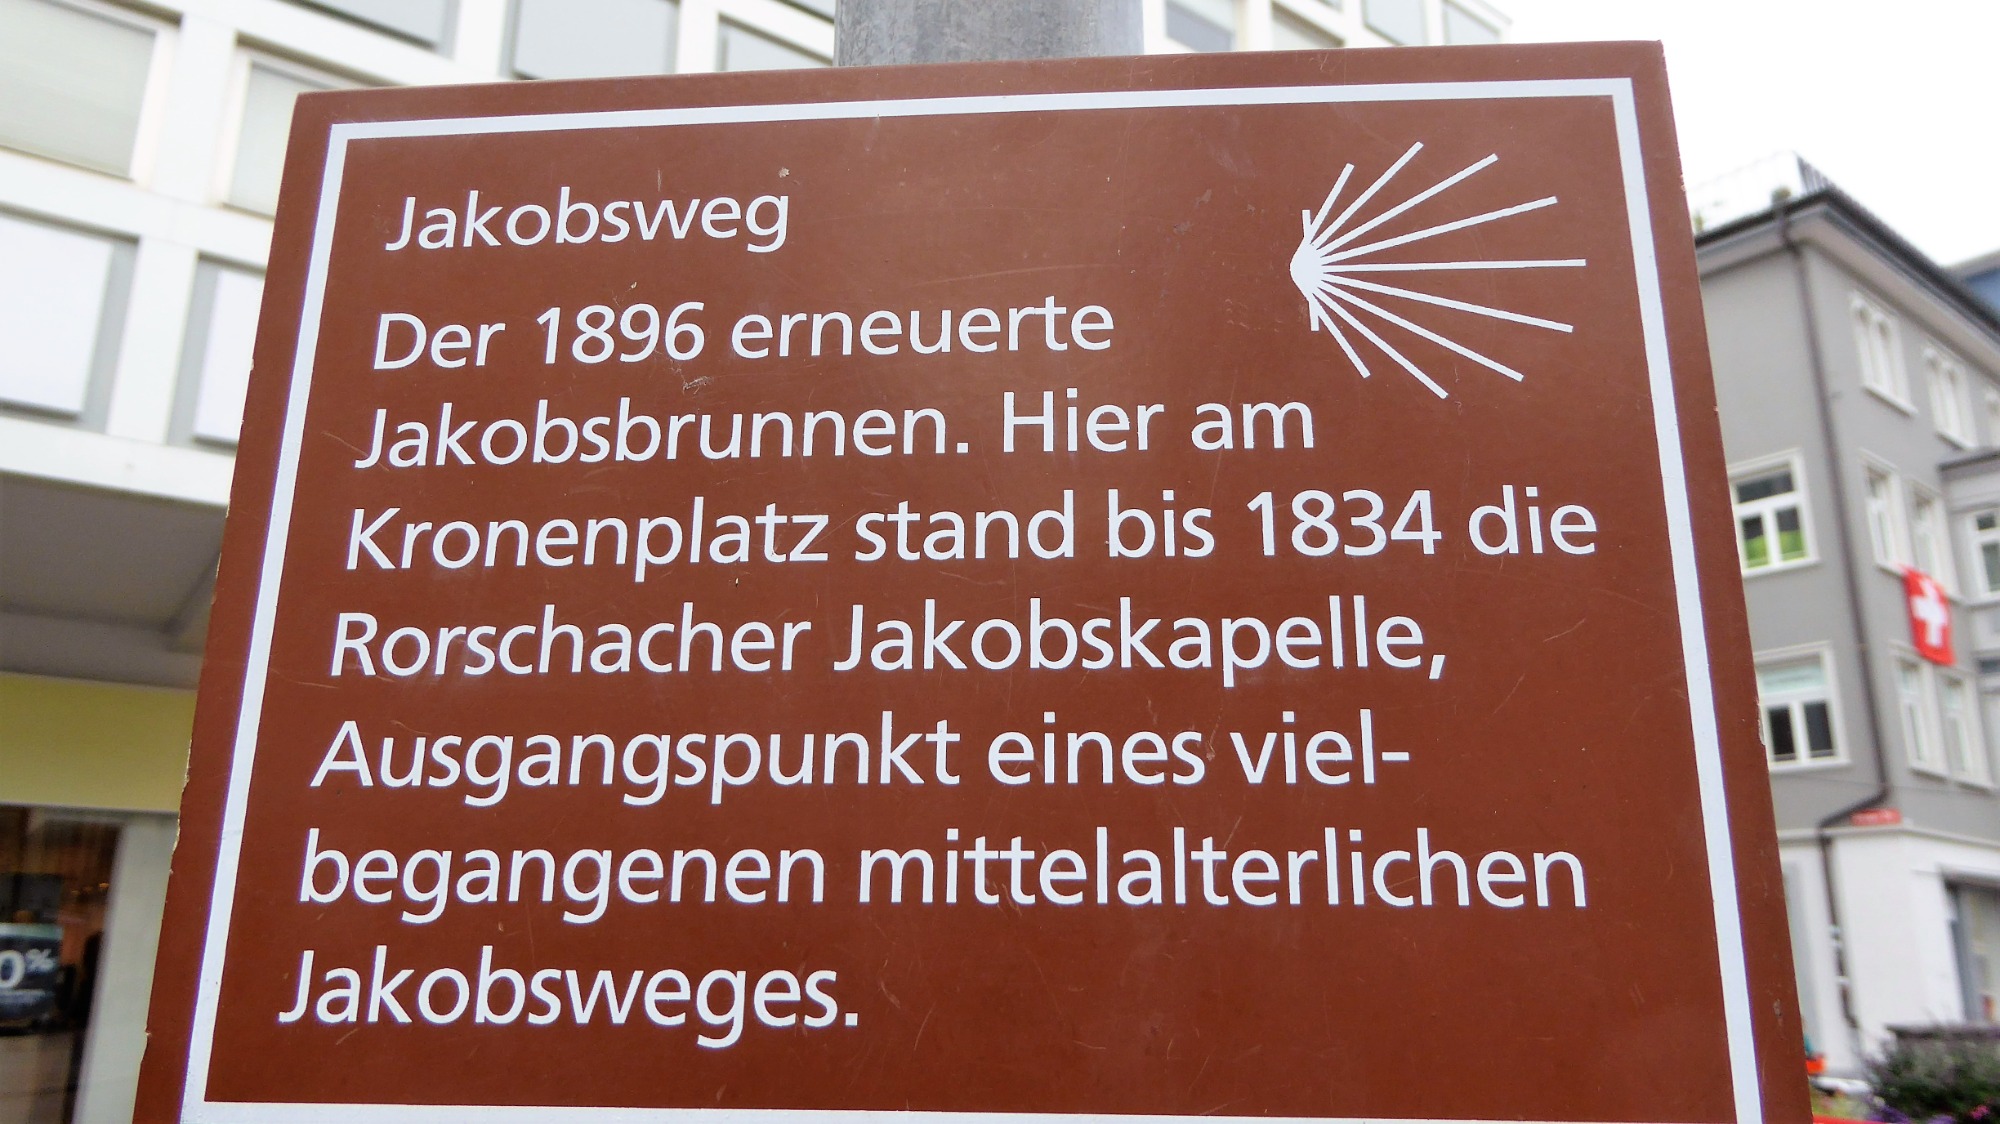 Jakobsweg
Der 1896 erneuerte
Jakobsbrunnen. Hier am
Kronenplatz stand bis 1834 die
Rorschacher Jakobskapelle,
Ausgangspunkt eines viel-
begangenen mittelalterlichen
Jakobsweges.
0%